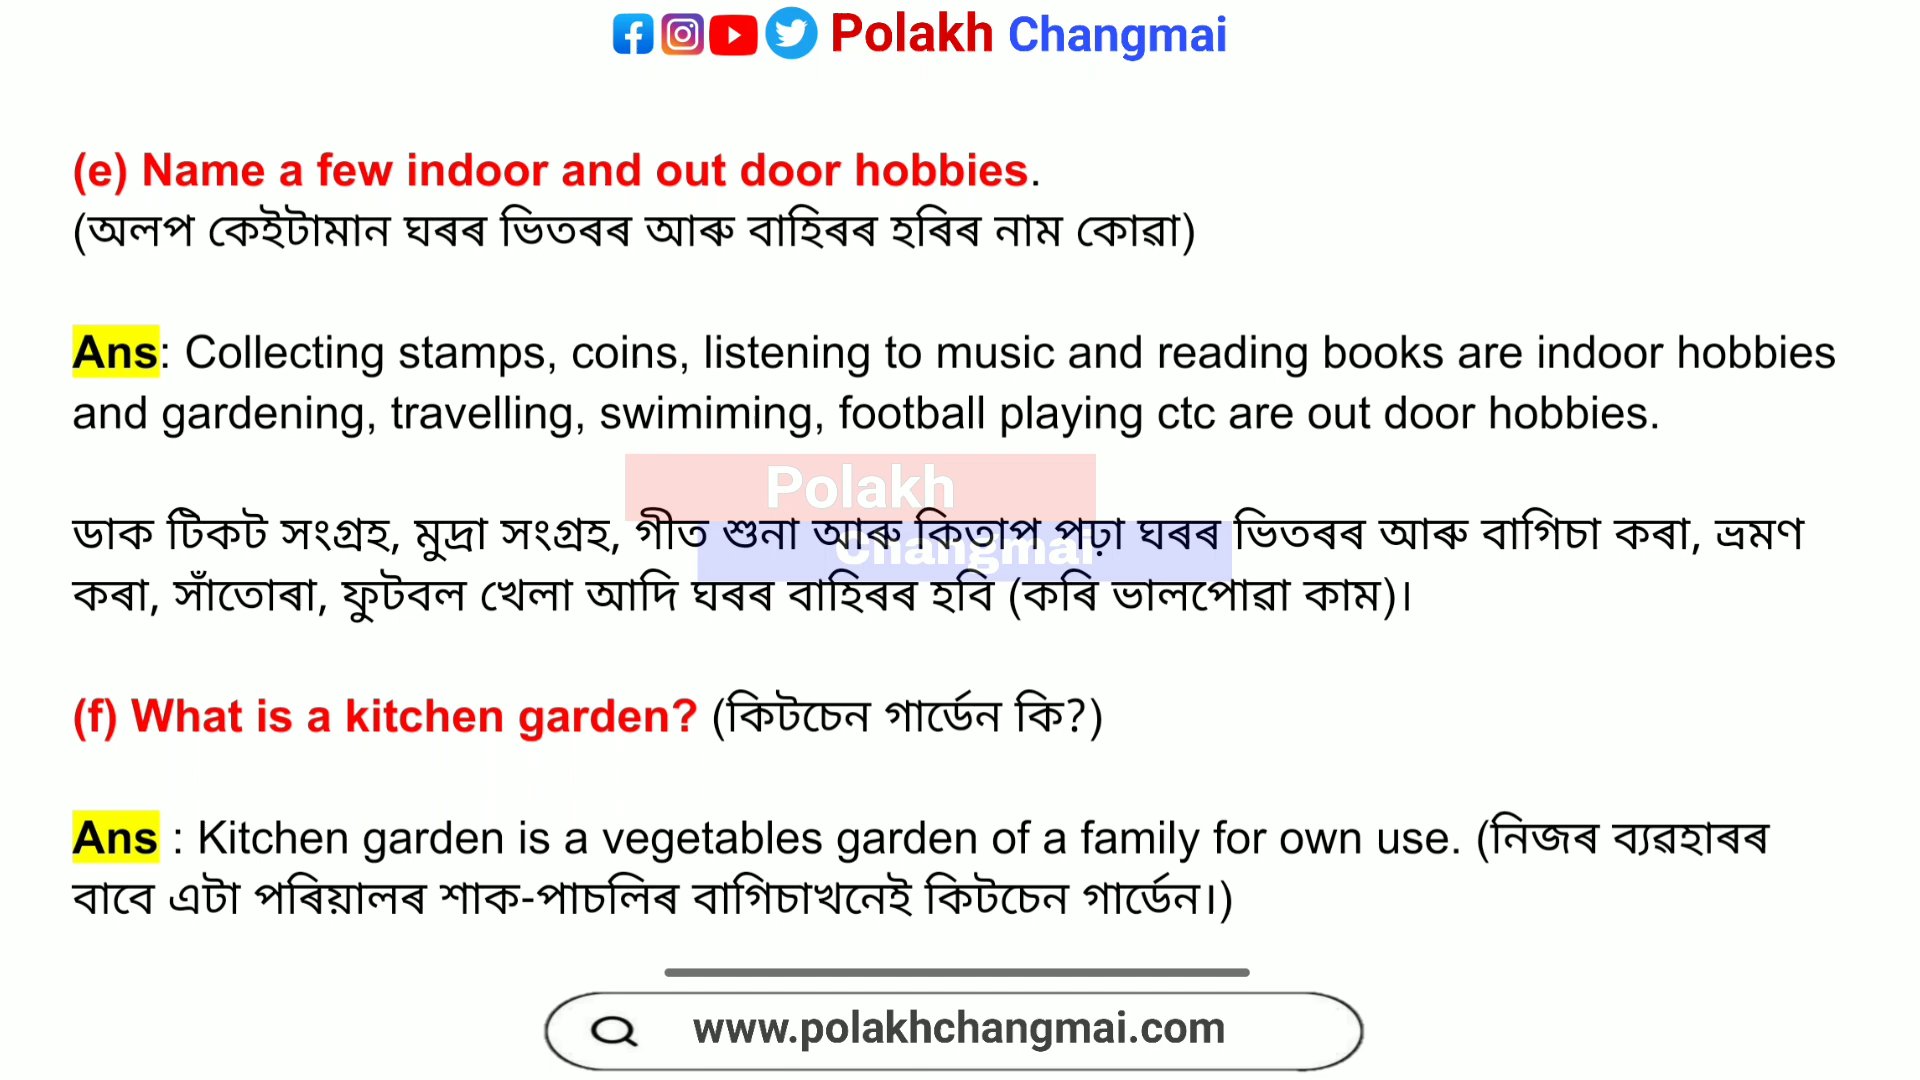 Polakh Changmai
(e) Name a few indoor and out door hobbies.
(অলপ কেইটামান ঘৰৰ ভিতৰৰ আৰু বাহিৰৰ হৰিৰ নাম কোৱা)
Ans: Collecting stamps, coins, listening to music and reading books are indoor hobbies
and gardening, travelling, swimiming, football playing ctc are out door hobbies.
Polakh
Changmai
ডাক টিকট সংগ্ৰহ, মুদ্ৰা সংগ্ৰহ, গীত শুনা আৰু কিতাপ পঢ়া ঘৰৰ ভিতৰৰ আৰু বাগিচা কৰা, ভ্ৰমণ
কৰা, সাঁতোৰা, ফুটবল খেলা আদি ঘৰৰ বাহিৰৰ হবি (কৰি ভালপোৱা কাম)।
(f) What is a kitchen garden? (কিটচেন গাৰ্ডেন কি?)
Ans : Kitchen garden is a vegetables garden of a family for own use. (নিজৰ ব্যৱহাৰৰ
বাবে এটা পৰিয়ালৰ শাক-পাচলিৰ বাগিচাখনেই কিটচেন গাৰ্ডেন।)
www.polakhchangmai.com